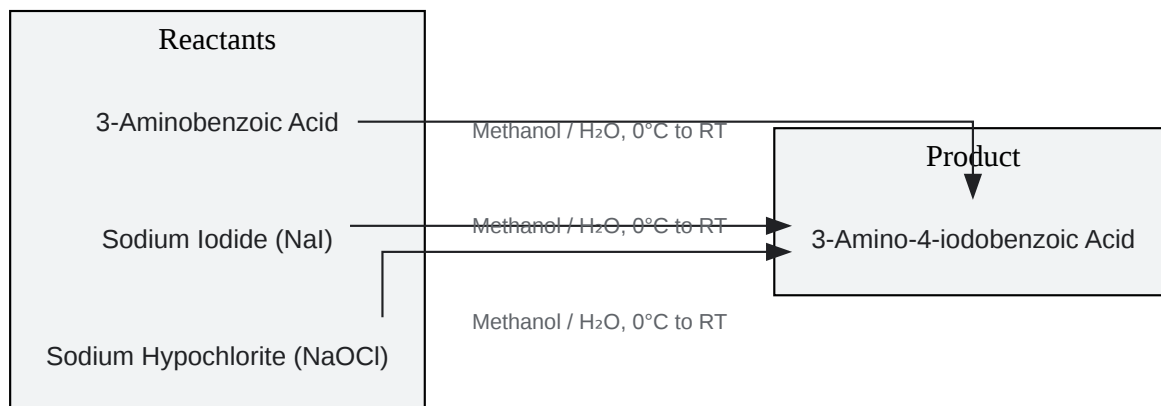 Reactants
3-Aminobenzoic Acid
Methanol / H₂O, 0°C to RT
Product
Sodium Iodide (NaI)
Methanol / H₂O, 0°C to RT
3-Amino-4-iodobenzoic Acid
Methanol / H₂O, 0°C to RT
Sodium Hypochlorite (NaOCl)